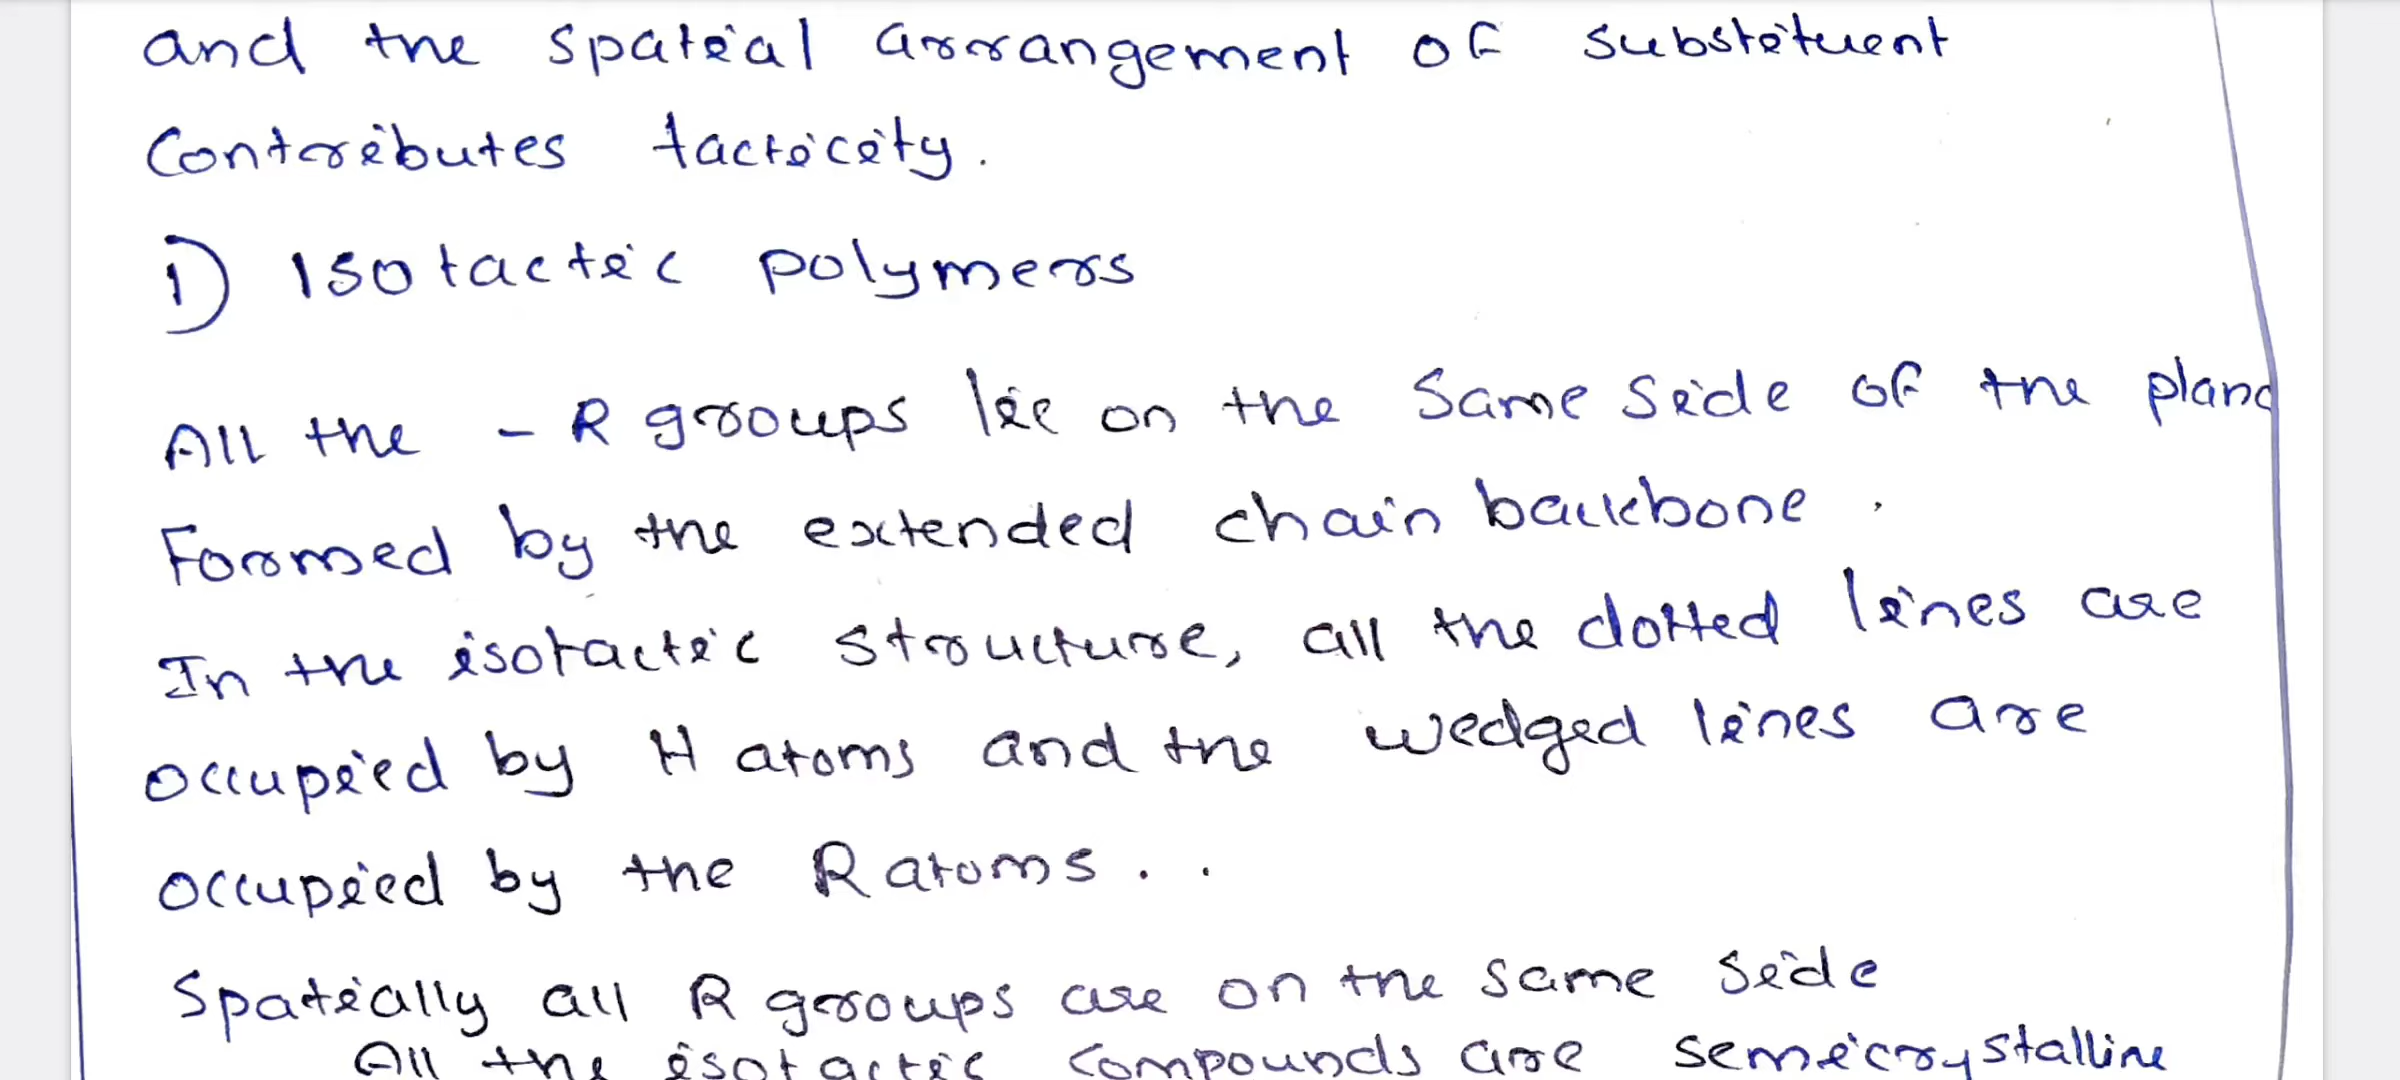 and the spatial arrangement of substituent
Contributes tacticity.
1) Isotactic polymers
All the - R groups lie on the same side of the plane
Formed by the extended chain backbone.
In the isotactic structure, all the dotted lines are
occupied by H atoms and the wedged lines are
occupied by the R atoms..
Spatially all R groups are on the same side
All the isotactic compounds are semicrystalline